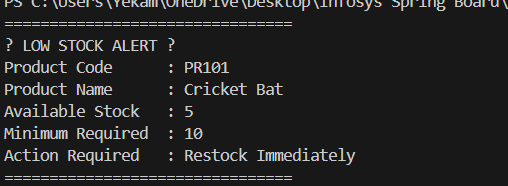 PS C:\Users\Yekam\OneDrive\Desktop\Infosys Spring Board\
================================
? LOW STOCK ALERT ?
Product Code      : PR101
Product Name      : Cricket Bat
Available Stock   : 5
Minimum Required  : 10
Action Required   : Restock Immediately
================================